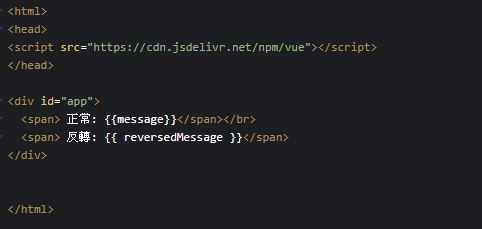 <html>
<head>
<script src="https://cdn.jsdelivr.net/npm/vue"></script>
</head>
<div id="app">
<span> 正常: {{message}}</span></br>
<span> 反轉: {{ reversedMessage }}</span>
</div>
</html>